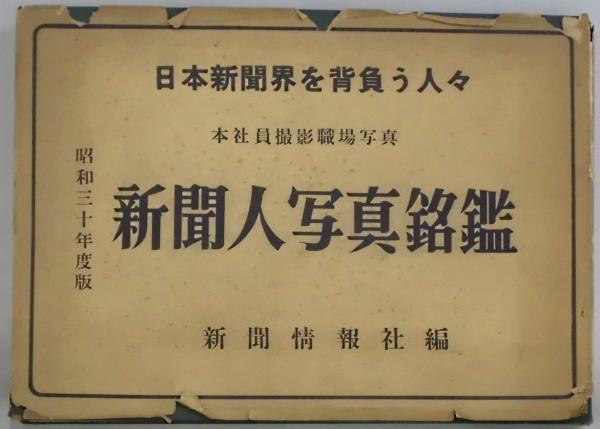 日本新聞界を背負う人々
本社員撮影職場写真
昭和三十年度版
新聞人写真銘鑑
新聞情報社編